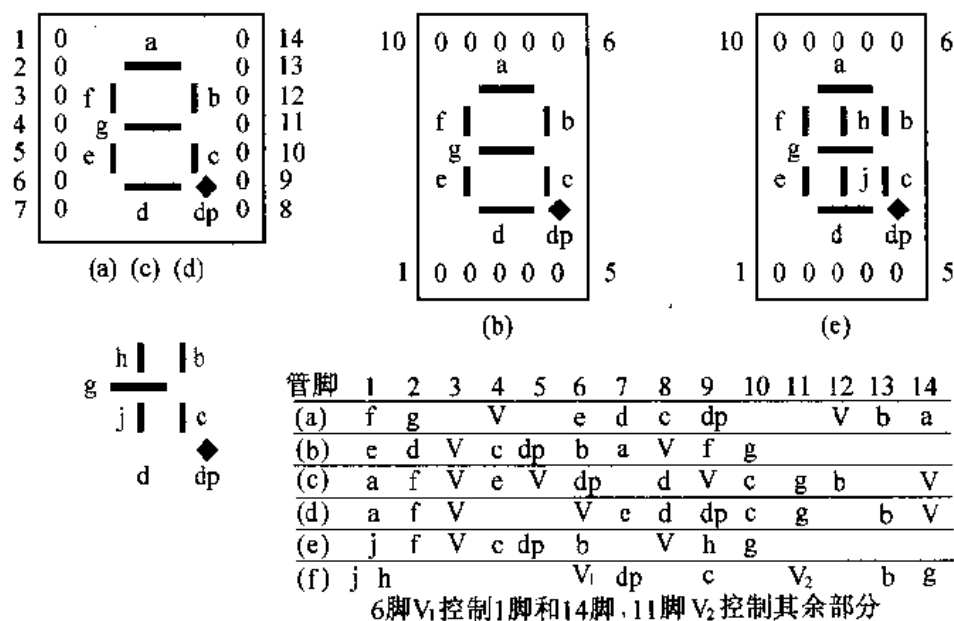 1 0 a 0 14
2 0 0 13
3 0 f b 0 12
4 0 g 0 11
5 0 e c 0 10
6 0 0 9
7 0 d dp 0 8
(a) (c) (d)
10 0 0 0 0 0 6
a
f b
g
e c
d dp
1 0 0 0 0 0 5
(b)
10 0 0 0 0 0 6
a
f h b
g
e j c
d dp
1 0 0 0 0 0 5
(e)
h b
g
j c
d dp
管脚 1 2 3 4 5 6 7 8 9 10 11 12 13 14
(a) f g V e d c dp V b a
(b) e d V c dp b a V f g
(c) a f V e V dp d V c g b V
(d) a f V V e d dp c g b V
(e) j f V c dp b V h g
(f) j h V₁ dp c V₂ b g
6脚V₁控制1脚和14脚,11脚V₂控制其余部分